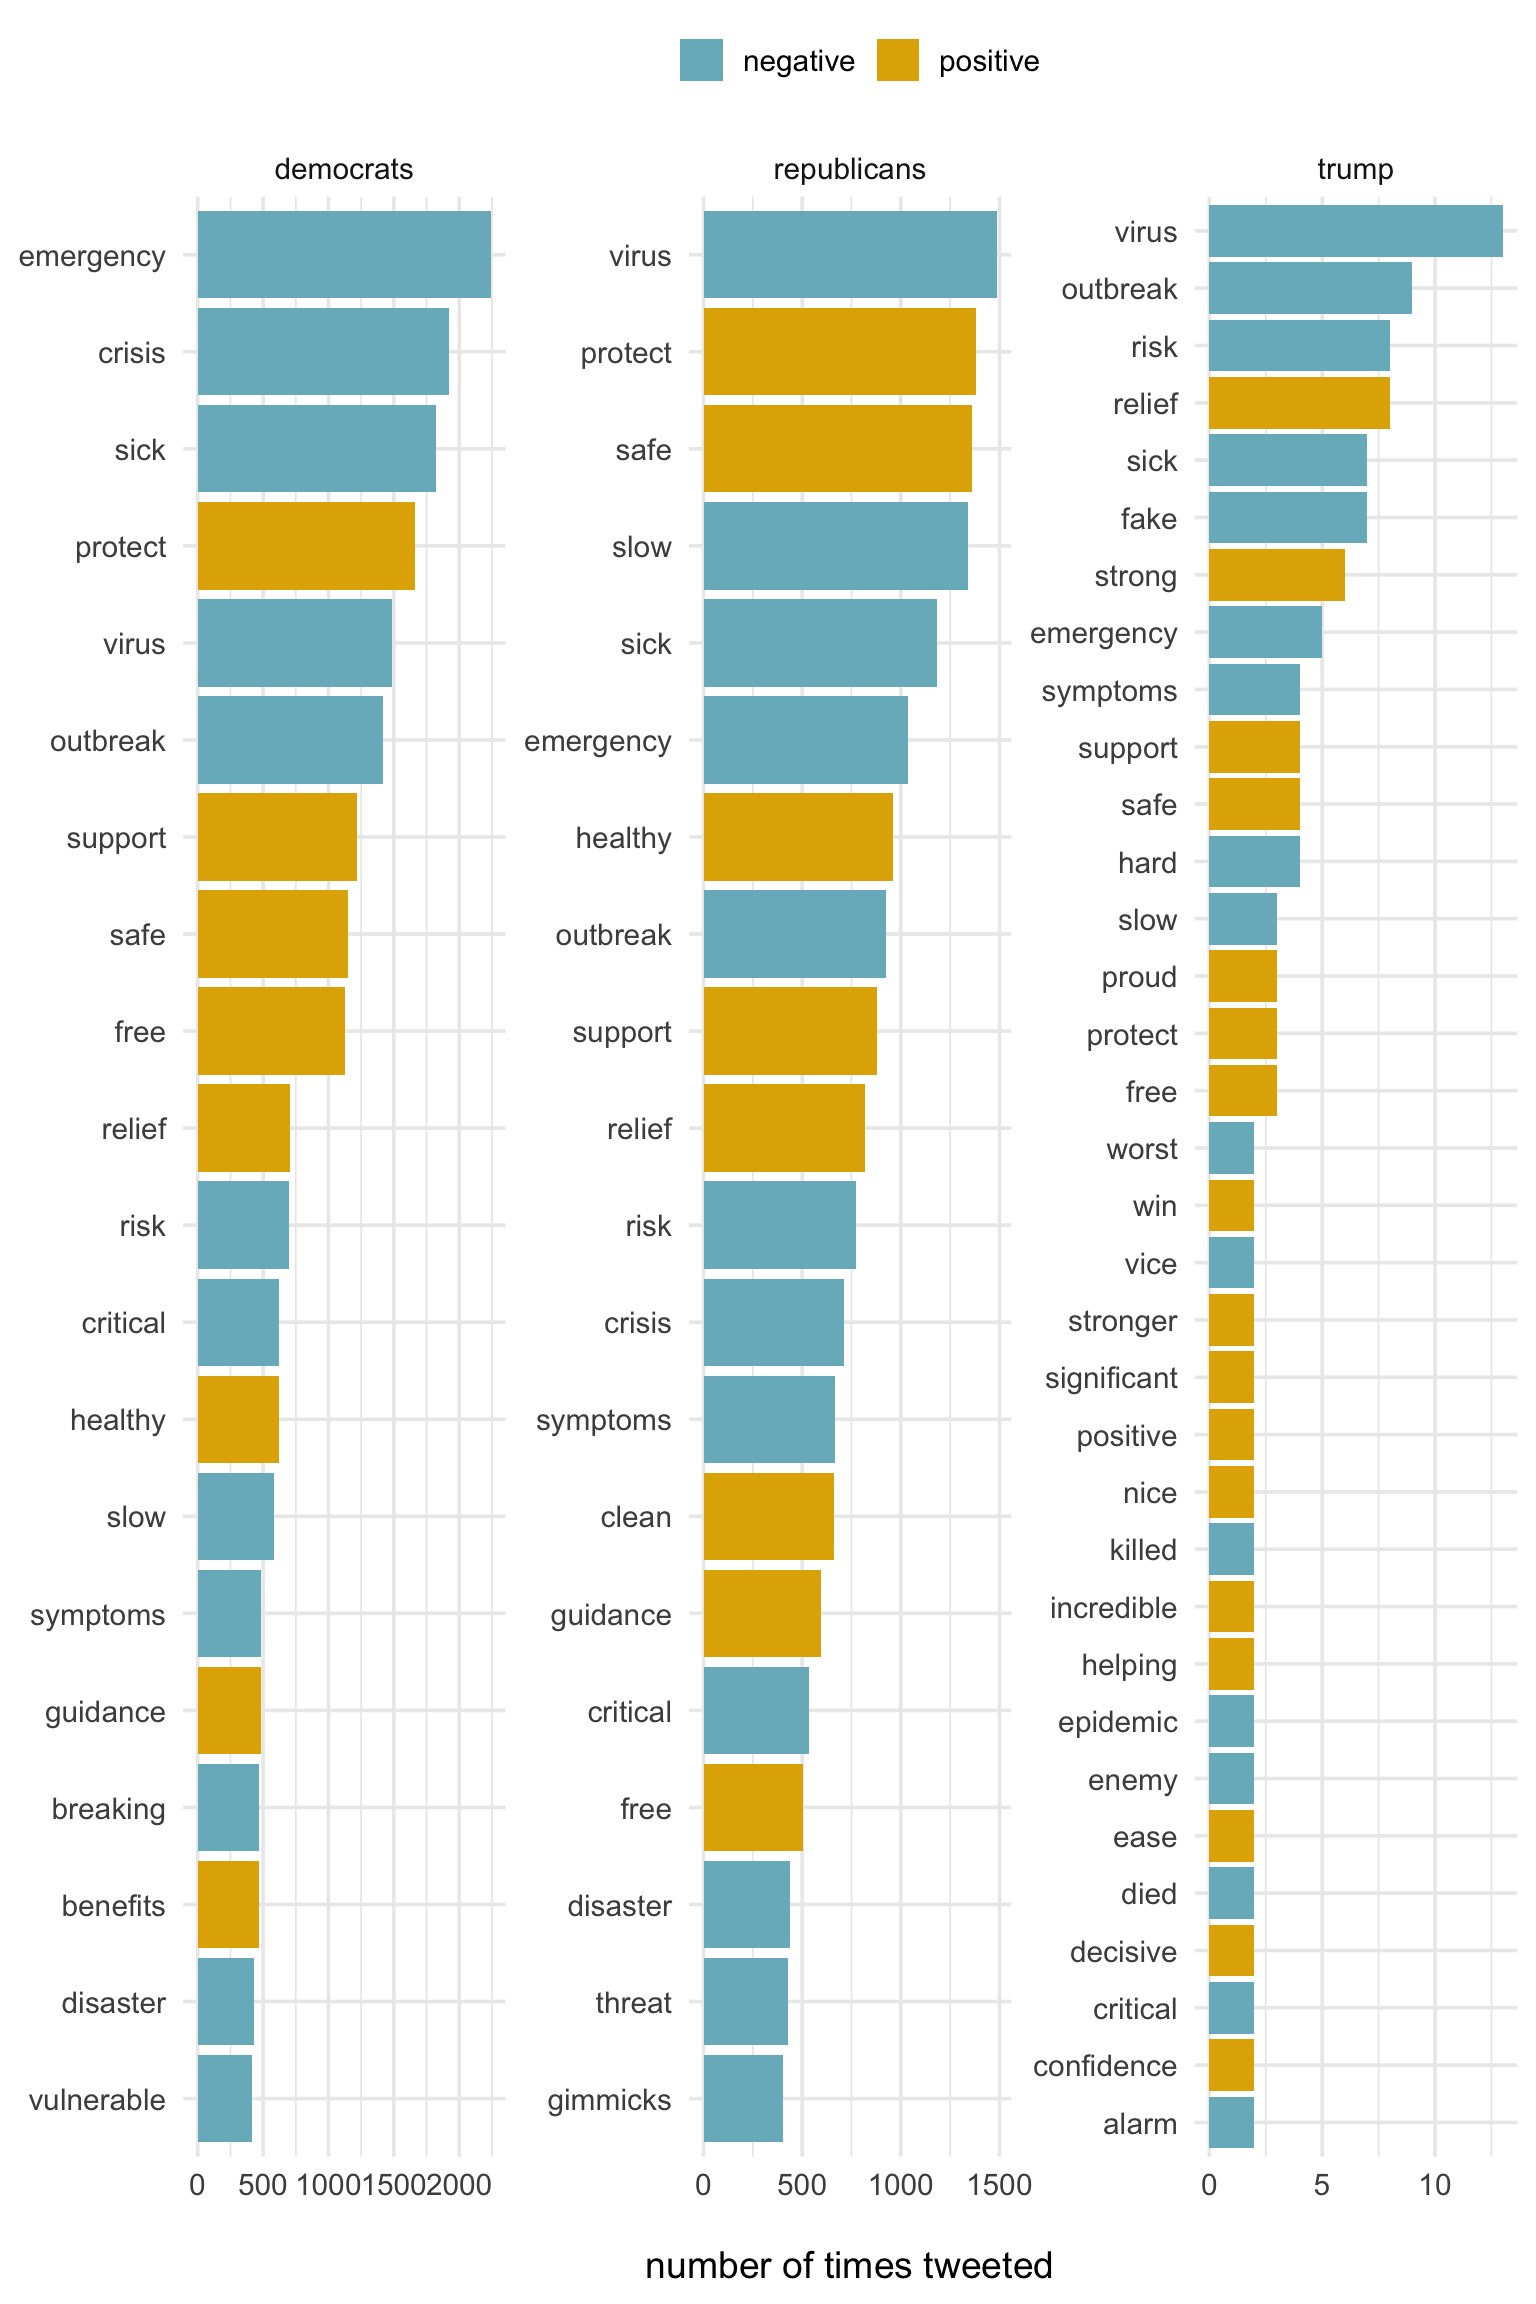 negative
positive
democrats
emergency
crisis
sick
protect
virus
outbreak
support
safe
free
relief
risk
critical
healthy
slow
symptoms
guidance
breaking
benefits
disaster
vulnerable
0 500 1000 1500 2000
republicans
virus
protect
safe
slow
sick
emergency
healthy
outbreak
support
relief
risk
crisis
symptoms
clean
guidance
critical
free
disaster
threat
gimmicks
0 500 1000 1500
trump
virus
outbreak
risk
relief
sick
fake
strong
emergency
symptoms
support
safe
hard
slow
proud
protect
free
worst
win
vice
stronger
significant
positive
nice
killed
incredible
helping
epidemic
enemy
ease
died
decisive
critical
confidence
alarm
0 5 10
number of times tweeted